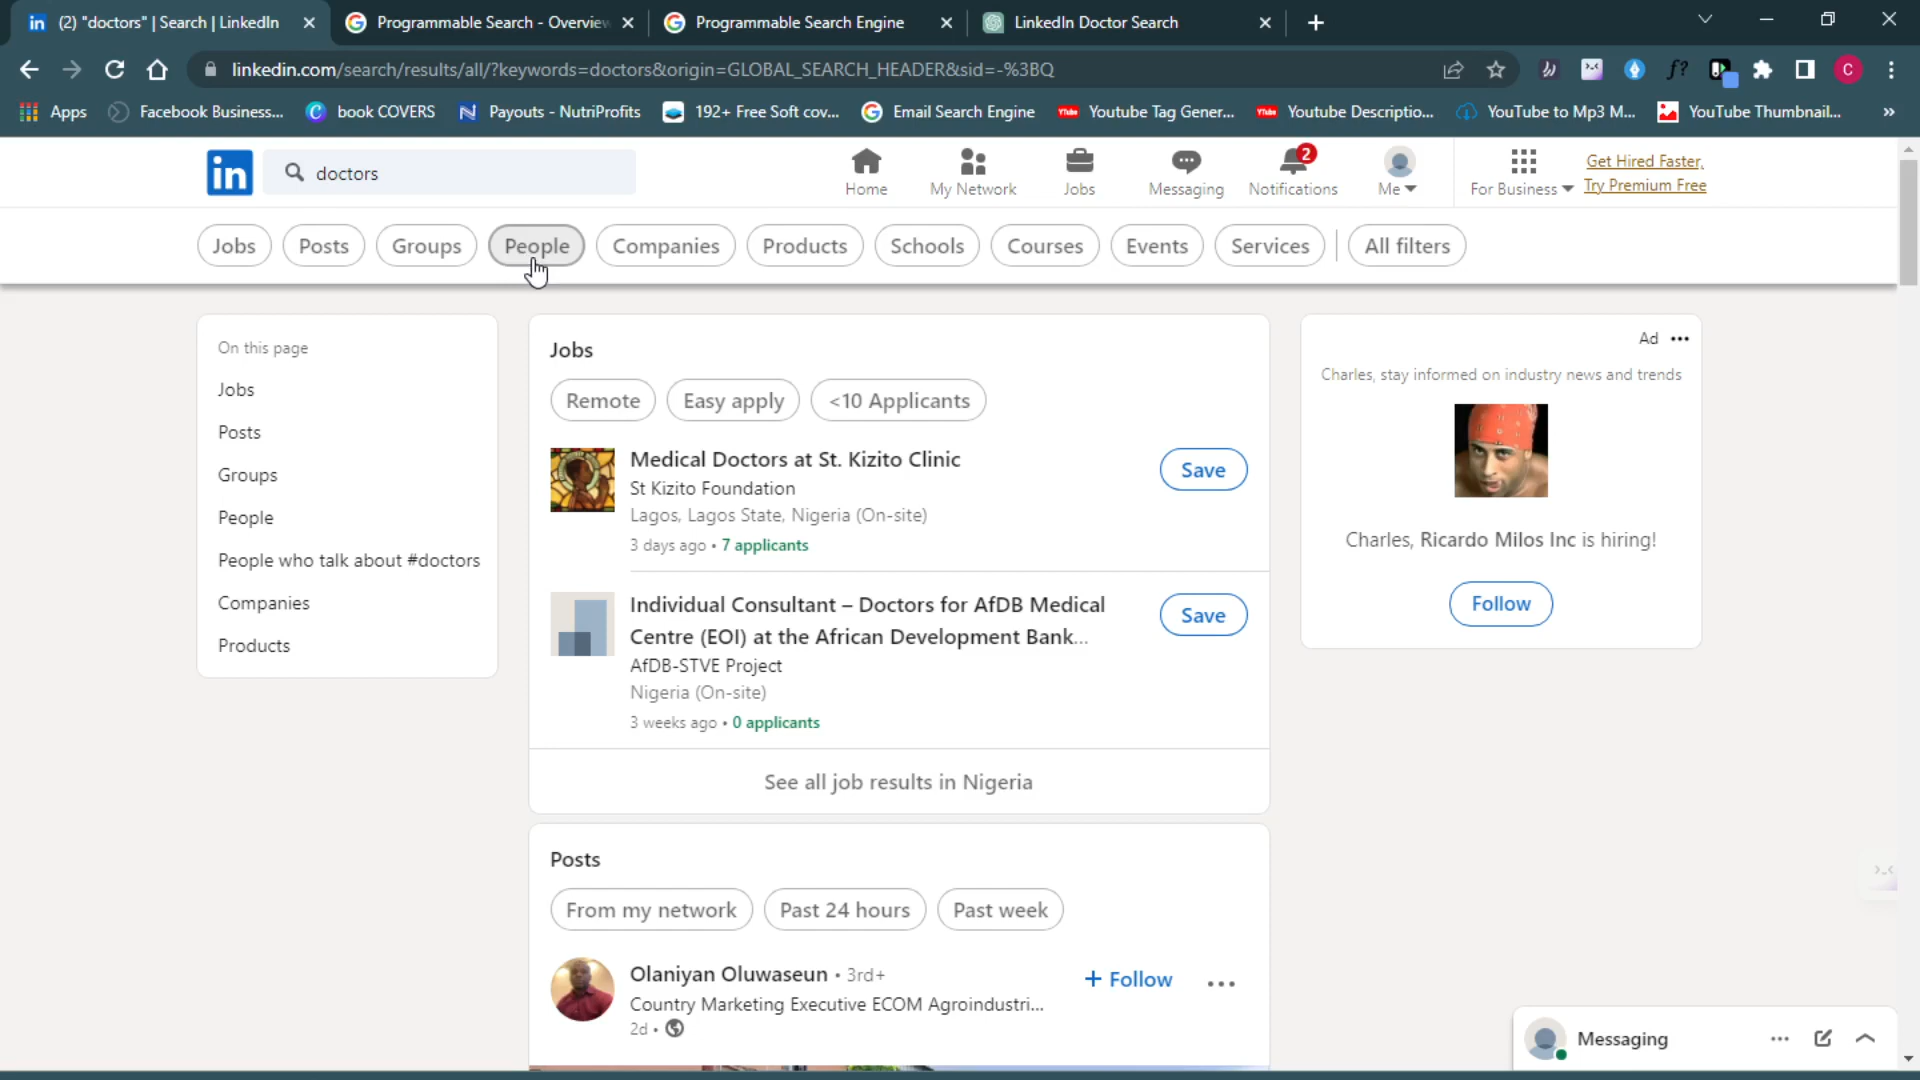 (2) "doctors" | Search | LinkedIn
Programmable Search - Overview
Programmable Search Engine
LinkedIn Doctor Search
linkedin.com/search/results/all/?keywords=doctors&origin=GLOBAL_SEARCH_HEADER&sid=-%3BQ
f?
C
Apps
Facebook Business...
book COVERS
Payouts - NutriProfits
192+ Free Soft cov...
Email Search Engine
Youtube Tag Gener...
Youtube Descriptio...
YouTube to Mp3 M...
YouTube Thumbnail...
in
doctors
Home
My Network
Jobs
Messaging
2
Notifications
Me
For Business
Get Hired Faster,
Try Premium Free
Jobs
Posts
Groups
People
Companies
Products
Schools
Courses
Events
Services
All filters
On this page
Jobs
Posts
Groups
People
People who talk about #doctors
Companies
Products
Jobs
Remote
Easy apply
<10 Applicants
Medical Doctors at St. Kizito Clinic
St Kizito Foundation
Lagos, Lagos State, Nigeria (On-site)
3 days ago • 7 applicants
Save
Individual Consultant – Doctors for AfDB Medical
Centre (EOI) at the African Development Bank...
AfDB-STVE Project
Nigeria (On-site)
3 weeks ago • 0 applicants
Save
See all job results in Nigeria
Posts
From my network
Past 24 hours
Past week
Olaniyan Oluwaseun • 3rd+
Country Marketing Executive ECOM Agroindustri...
2d •
+ Follow
Ad
Charles, stay informed on industry news and trends
Charles, Ricardo Milos Inc is hiring!
Follow
Messaging